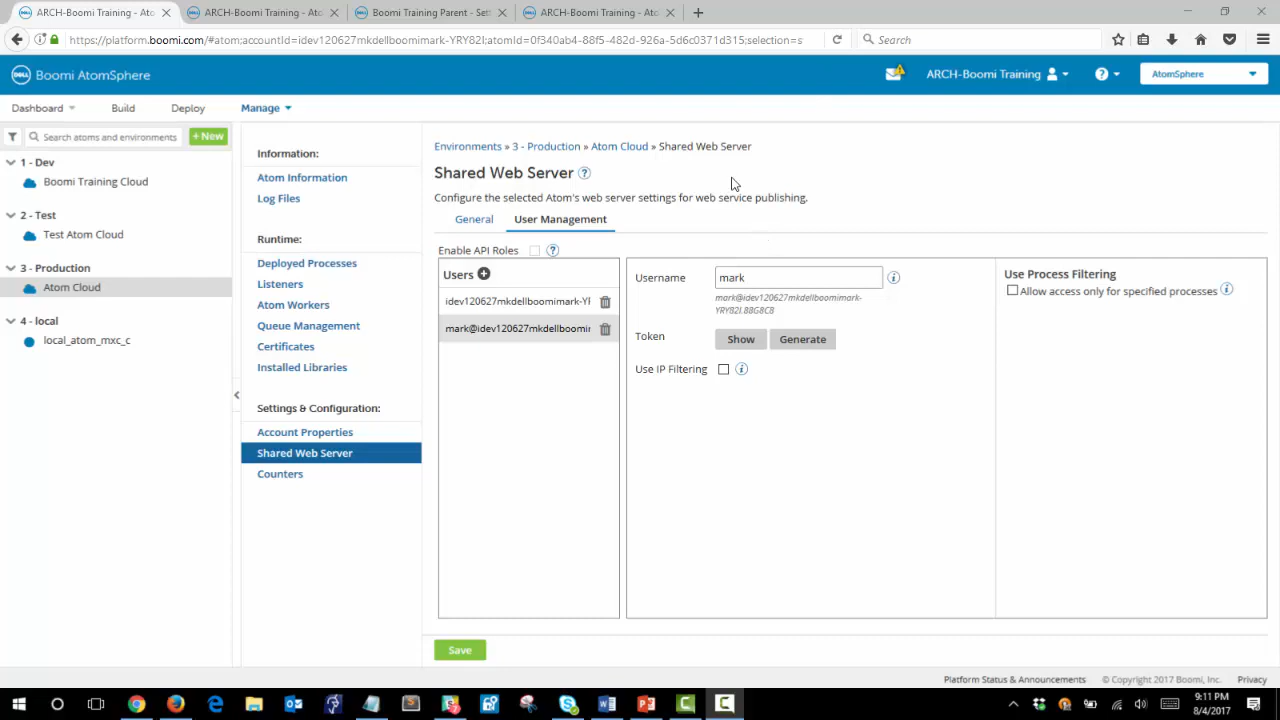 ARCH-Boomi Training - Ato...
ARCH-Boomi Training - Ato...
Boomi Training Parent - Set...
ARCH-Boomi Training - Ato...
https://platform.boomi.com/#atom;accountId=idev120627mkdellboomimark-YRY82I;atomId=0f340ab4-88f5-482d-926a-5d6c0371d315;selection=s
Search
DELL
Boomi AtomSphere
ARCH-Boomi Training
AtomSphere
Dashboard
Build
Deploy
Manage
Search atoms and environments
+ New
1 - Dev
Boomi Training Cloud
2 - Test
Test Atom Cloud
3 - Production
Atom Cloud
4 - local
local_atom_mxc_c
Information:
Atom Information
Log Files
Runtime:
Deployed Processes
Listeners
Atom Workers
Queue Management
Certificates
Installed Libraries
Settings & Configuration:
Account Properties
Shared Web Server
Counters
Environments » 3 - Production » Atom Cloud » Shared Web Server
Shared Web Server
Configure the selected Atom's web server settings for web service publishing.
General
User Management
Enable API Roles
Users
idev120627mkdellboomimark-YI
mark@idev120627mkdellboomir
Username
mark
mark@idev120627mkdellboomimark-
YRY82I.88G8C8
Token
Show
Generate
Use IP Filtering
Use Process Filtering
Allow access only for specified processes
Save
Platform Status & Announcements
© Copyright 2017 Boomi, Inc.
Privacy
9:11 PM
8/4/2017